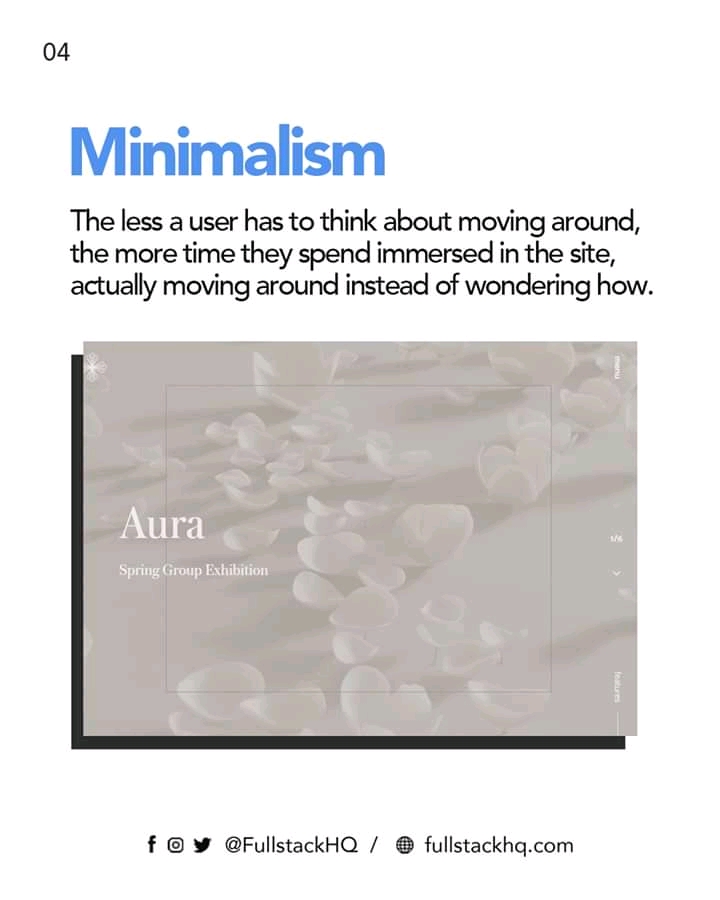 04
Minimalism
The less a user has to think about moving around,
the more time they spend immersed in the site,
actually moving around instead of wondering how.
menu
Aura
Spring Group Exhibition
1/6
features
@FullstackHQ / fullstackhq.com